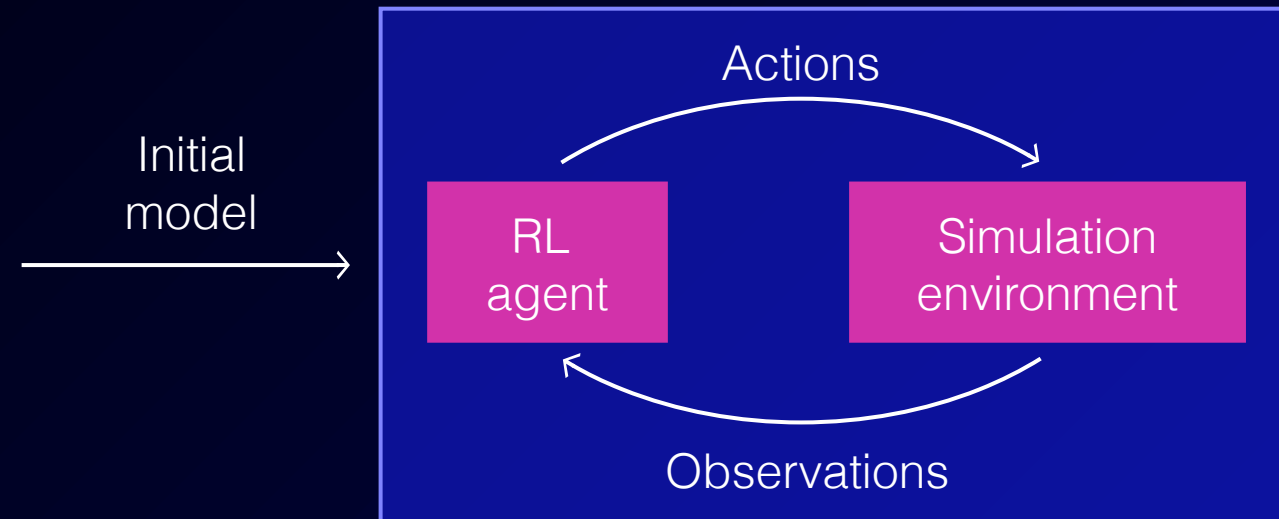 Initial
model
Actions
RL
agent
Simulation
environment
Observations